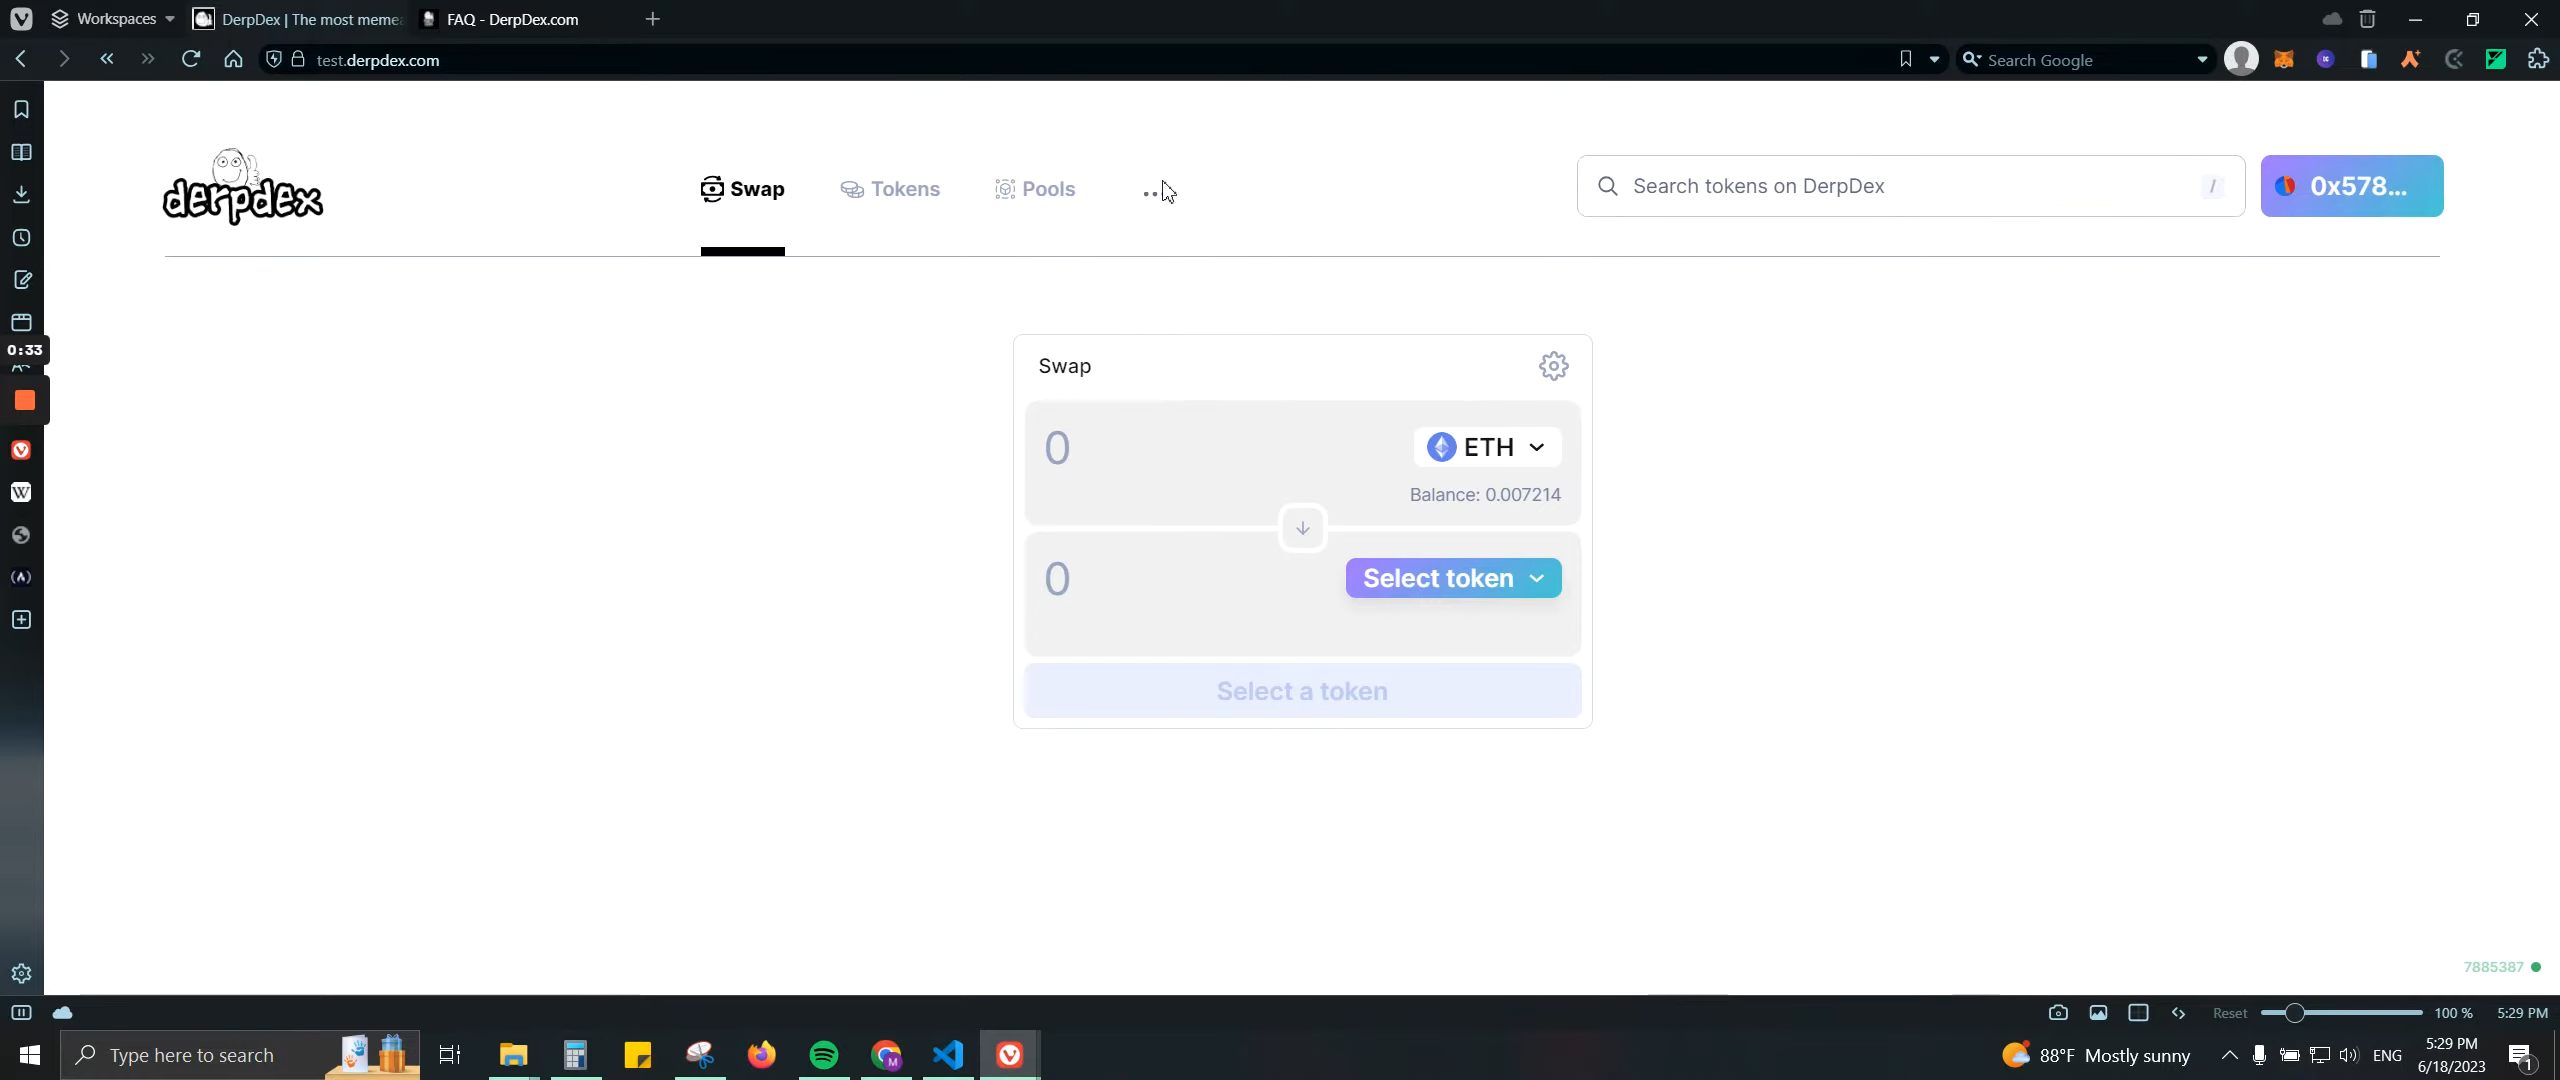 Workspaces
DerpDex | The most meme
FAQ - DerpDex.com
test.derpdex.com
Search Google
derpdex
Swap
Tokens
Pools
Search tokens on DerpDex
/
0x578...
0:33
Swap
0
ETH
Balance: 0.007214
0
Select token
Select a token
7885387
Reset
100 %
5:29 PM
Type here to search
88°F Mostly sunny
ENG
5:29 PM
6/18/2023
1